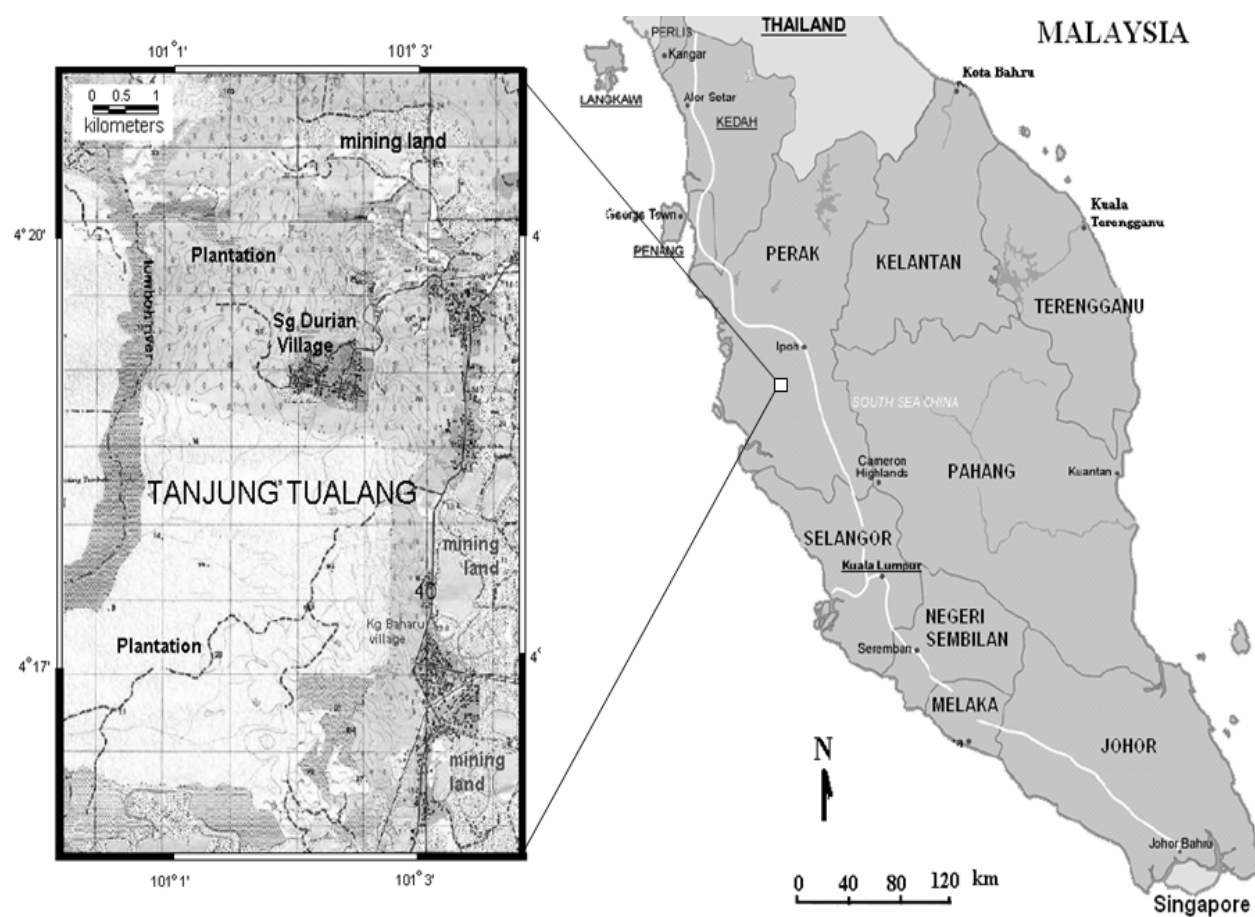 101° 1'
101° 3'
0 0.5 1
kilometers
mining land
4° 20'
4
Plantation
Sg Durian
Village
TANJUNG TUALANG
mining
land
40
Kg Baharu
village
Plantation
4° 17'
4°
mining
land
101° 1'
101° 3'
THAILAND
MALAYSIA
PERLIS
Kangar
LANGKAWI
Alor Setar
KEDAH
Kota Bahru
George Town
PENANG
PERAK
KELANTAN
Kuala
Terengganu
TERENGGANU
Ipoh
SOUTH SEA CHINA
Cameron
Highlands
PAHANG
Kuantan
SELANGOR
Kuala Lumpur
NEGERI
SEMBILAN
Seremban
MELAKA
JOHOR
N
Johor Bahru
0 40 80 120 km
Singapore